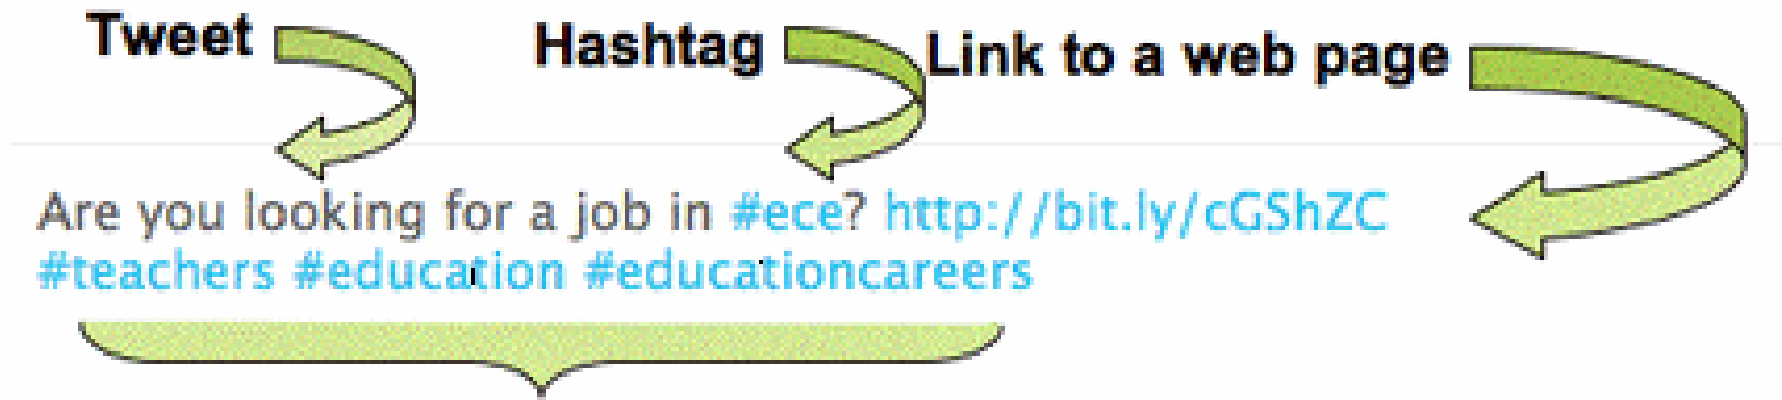 Tweet Hashtag Link to a web page
Are you looking for a job in #ece? http://bit.ly/cGShZC
#teachers #education #educationcareers